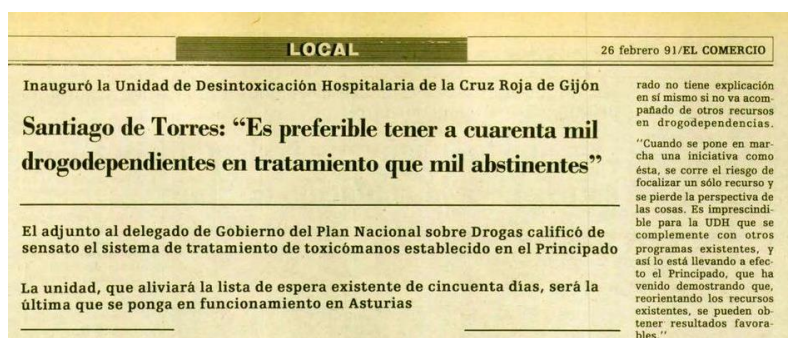 LOCAL
26 febrero 91/EL COMERCIO
Inauguró la Unidad de Desintoxicación Hospitalaria de la Cruz Roja de Gijón
Santiago de Torres: “Es preferible tener a cuarenta mil
drogodependientes en tratamiento que mil abstinentes”
El adjunto al delegado de Gobierno del Plan Nacional sobre Drogas calificó de
sensato el sistema de tratamiento de toxicómanos establecido en el Principado
La unidad, que aliviará la lista de espera existente de cincuenta días, será la
última que se ponga en funcionamiento en Asturias
rado no tiene explicación
en sí mismo si no va acom-
pañado de otros recursos
en drogodependencias.
"Cuando se pone en mar-
cha una iniciativa como
ésta, se corre el riesgo de
focalizar un sólo recurso y
se pierde la perspectiva de
las cosas. Es imprescindi-
ble para la UDH que se
complemente con otros
programas existentes, y
así lo está llevando a efec-
to el Principado, que ha
venido demostrando que,
reorientando los recursos
existentes, se pueden ob-
tener resultados favora-
bles."